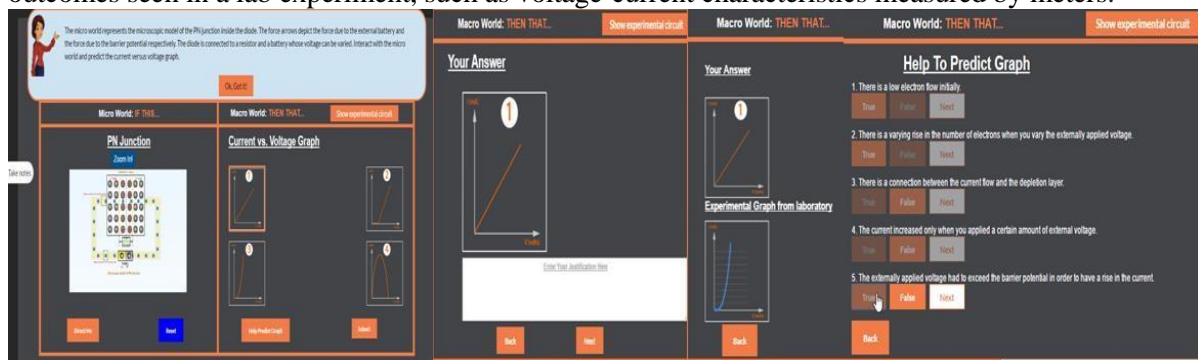 outcomes seen in a lab experiment, such as voltage-current characteristics measured by meters.
The micro world represents the microscopic model of the PN junction inside the diode. The force arrows depict the force due to the external battery and
the force due to the barrier potential respectively. The diode is connected to a resistor and a battery whose voltage can be varied. Interact with the micro
world and predict the current versus voltage graph.
Ok, Got It!
Take notes
Micro World: IF THIS...
PN Junction
Zoom In!
Direct Me
Reset
Macro World: THEN THAT...
Show experimental circuit
Current vs. Voltage Graph
1
2
3
4
Help Predict Graph
Submit
Macro World: THEN THAT...
Show experimental circuit
Your Answer
1
Enter Your Justification Here
Back
Next
Macro World: THEN THAT...
Your Answer
1
Experimental Graph from laboratory
Back
Macro World: THEN THAT...
Show experimental circuit
Help To Predict Graph
1. There is a low electron flow initially.
True False Next
2. There is a varying rise in the number of electrons when you vary the externally applied voltage.
True False Next
3. There is a connection between the current flow and the depletion layer.
True False Next
4. The current increased only when you applied a certain amount of external voltage.
True False Next
5. The externally applied voltage had to exceed the barrier potential in order to have a rise in the current.
True False Next
Back